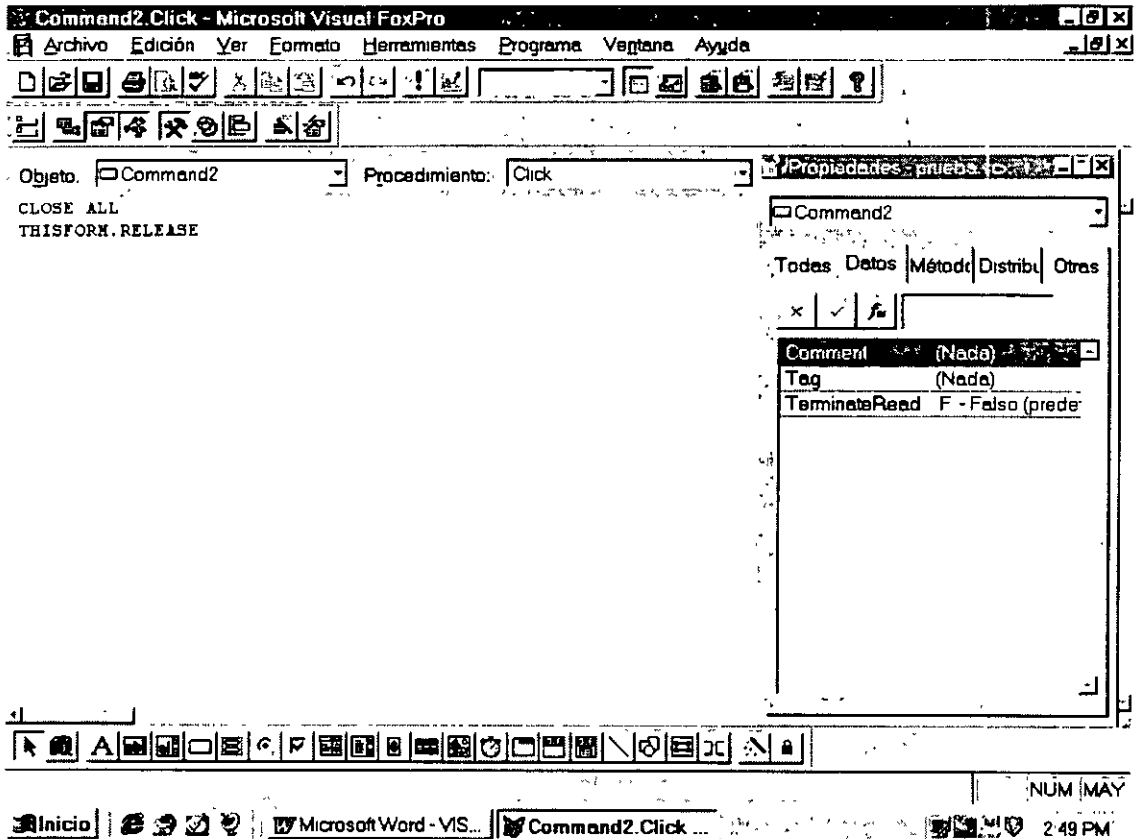 Command2.Click - Microsoft Visual FoxPro
Archivo Edición Ver Formato Herramientas Programa Ventana Ayuda
Objeto. Command2 Procedimiento: Click
CLOSE ALL
THISFORM.RELEASE
Propiedades - prueba
Command2
Todas Datos Métod Distribu Otras
Comment (Nada)
Tag (Nada)
TerminateRead F - Falso (prede
NUM MAY
Inicio Microsoft Word - VIS... Command2.Click ... 2:49 PM